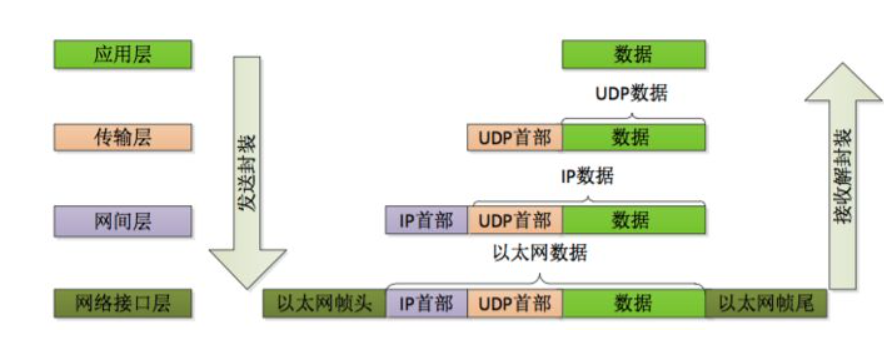 应用层
数据
UDP数据
传输层
UDP首部
数据
IP数据
网间层
IP首部
UDP首部
数据
以太网数据
网络接口层
以太网帧头
IP首部
UDP首部
数据
以太网帧尾
发送封装
接收解封装